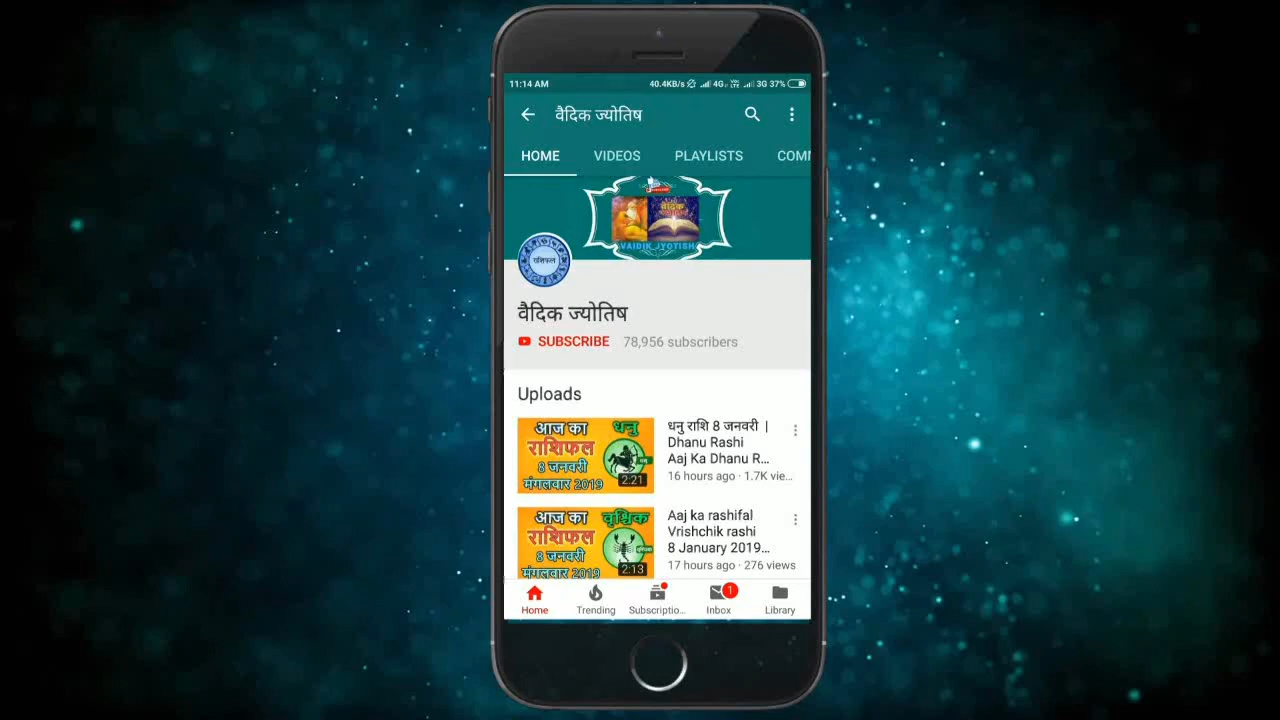 11:14 AM
40.4KB/s 4G 3G 37%
वैदिक ज्योतिष
HOME VIDEOS PLAYLISTS COM
वैदिक
VAIDIK JYOTISH
राशिफल
वैदिक ज्योतिष
SUBSCRIBE 78,956 subscribers
Uploads
आज का धनु
राशिफल
8 जनवरी
मंगलवार 2019
2:21
धनु राशि 8 जनवरी |
Dhanu Rashi
Aaj Ka Dhanu R...
16 hours ago · 1.7K vie...
आज का वृश्चिक
राशिफल
8 जनवरी
मंगलवार 2019
2:13
Aaj ka rashifal
Vrishchik rashi
8 January 2019...
17 hours ago · 276 views
1
Home Trending Subscriptio... Inbox Library